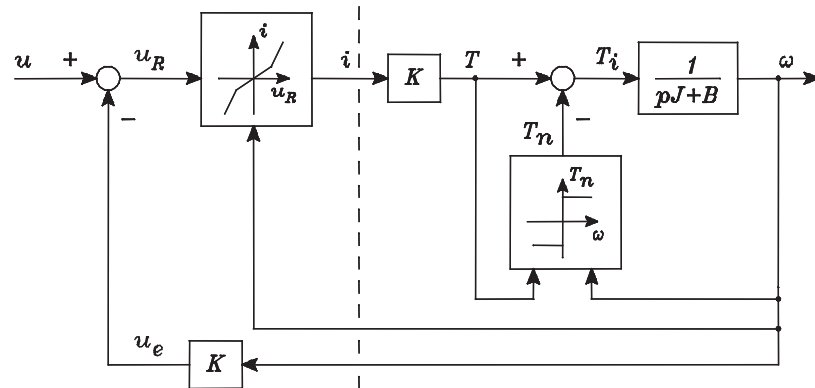 u
+
−
u_R
i
u_R
i
K
T
+
−
T_i
1
pJ+B
ω
T_n
T_n
ω
u_e
K